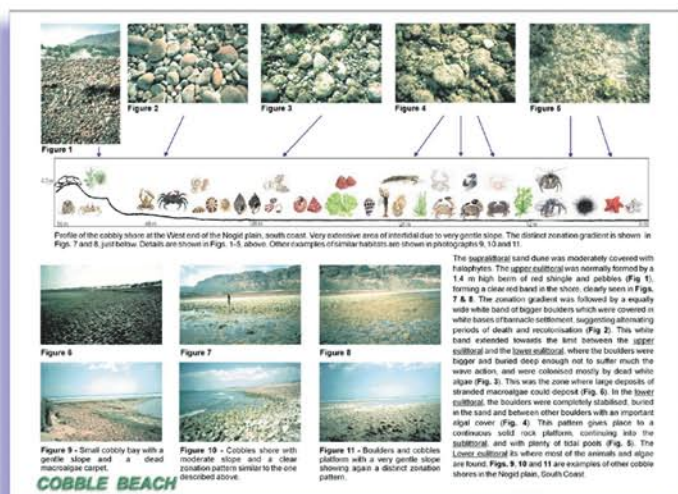 Figure 1
Figure 2
Figure 3
Figure 4
Figure 5
Profile of the cobbly shore at the West end of the Nogid plain, south coast. Very extensive area of intertidal due to very gentle slope. The distinct zonation gradient is shown in
Figs. 7 and 8, just below. Details are shown in Figs. 1-5, above. Other examples of similar habitats are shown in photographs 9, 10 and 11.
Figure 6
Figure 7
Figure 8
Figure 9 - Small cobbly bay with a
gentle slope and a dead
macroalgae carpet.
Figure 10 - Cobbles shore with
moderate slope and a clear
zonation pattern similar to the one
described above.
Figure 11 - Boulders and cobbles
platform with a very gentle slope
showing again a distinct zonation
pattern.
The supralittoral sand dune was moderately covered with
halophytes. The upper eulittoral was normally formed by a
1.4 m high berm of red shingle and pebbles (Fig 1),
forming a clear red band in the shore, clearly seen in Figs.
7 & 8. The zonation gradient was followed by a equally
wide white band of bigger boulders which were covered in
white bases of barnacle settlement, suggesting alternating
periods of death and recolonisation (Fig 2). This white
band extended towards the limit between the upper
eulittoral and the lower eulittoral, where the boulders were
bigger and buried deep enough not to suffer much the
wave action, and were colonised mostly by dead white
algae (Fig. 3). This was the zone where large deposits of
stranded macroalgae could deposit (Fig. 6). In the lower
eulittoral, the boulders were completely stabilised, buried
in the sand and between other boulders with an important
algal cover (Fig. 4). This pattern gives place to a
continuous solid rock platform, continuing into the
sublittoral, and with plenty of tidal pools (Fig. 5). The
Lower eulittoral its where most of the animals and algae
are found. Figs. 9, 10 and 11 are examples of other cobble
shores in the Nogid plain, South Coast.
COBBLE BEACH